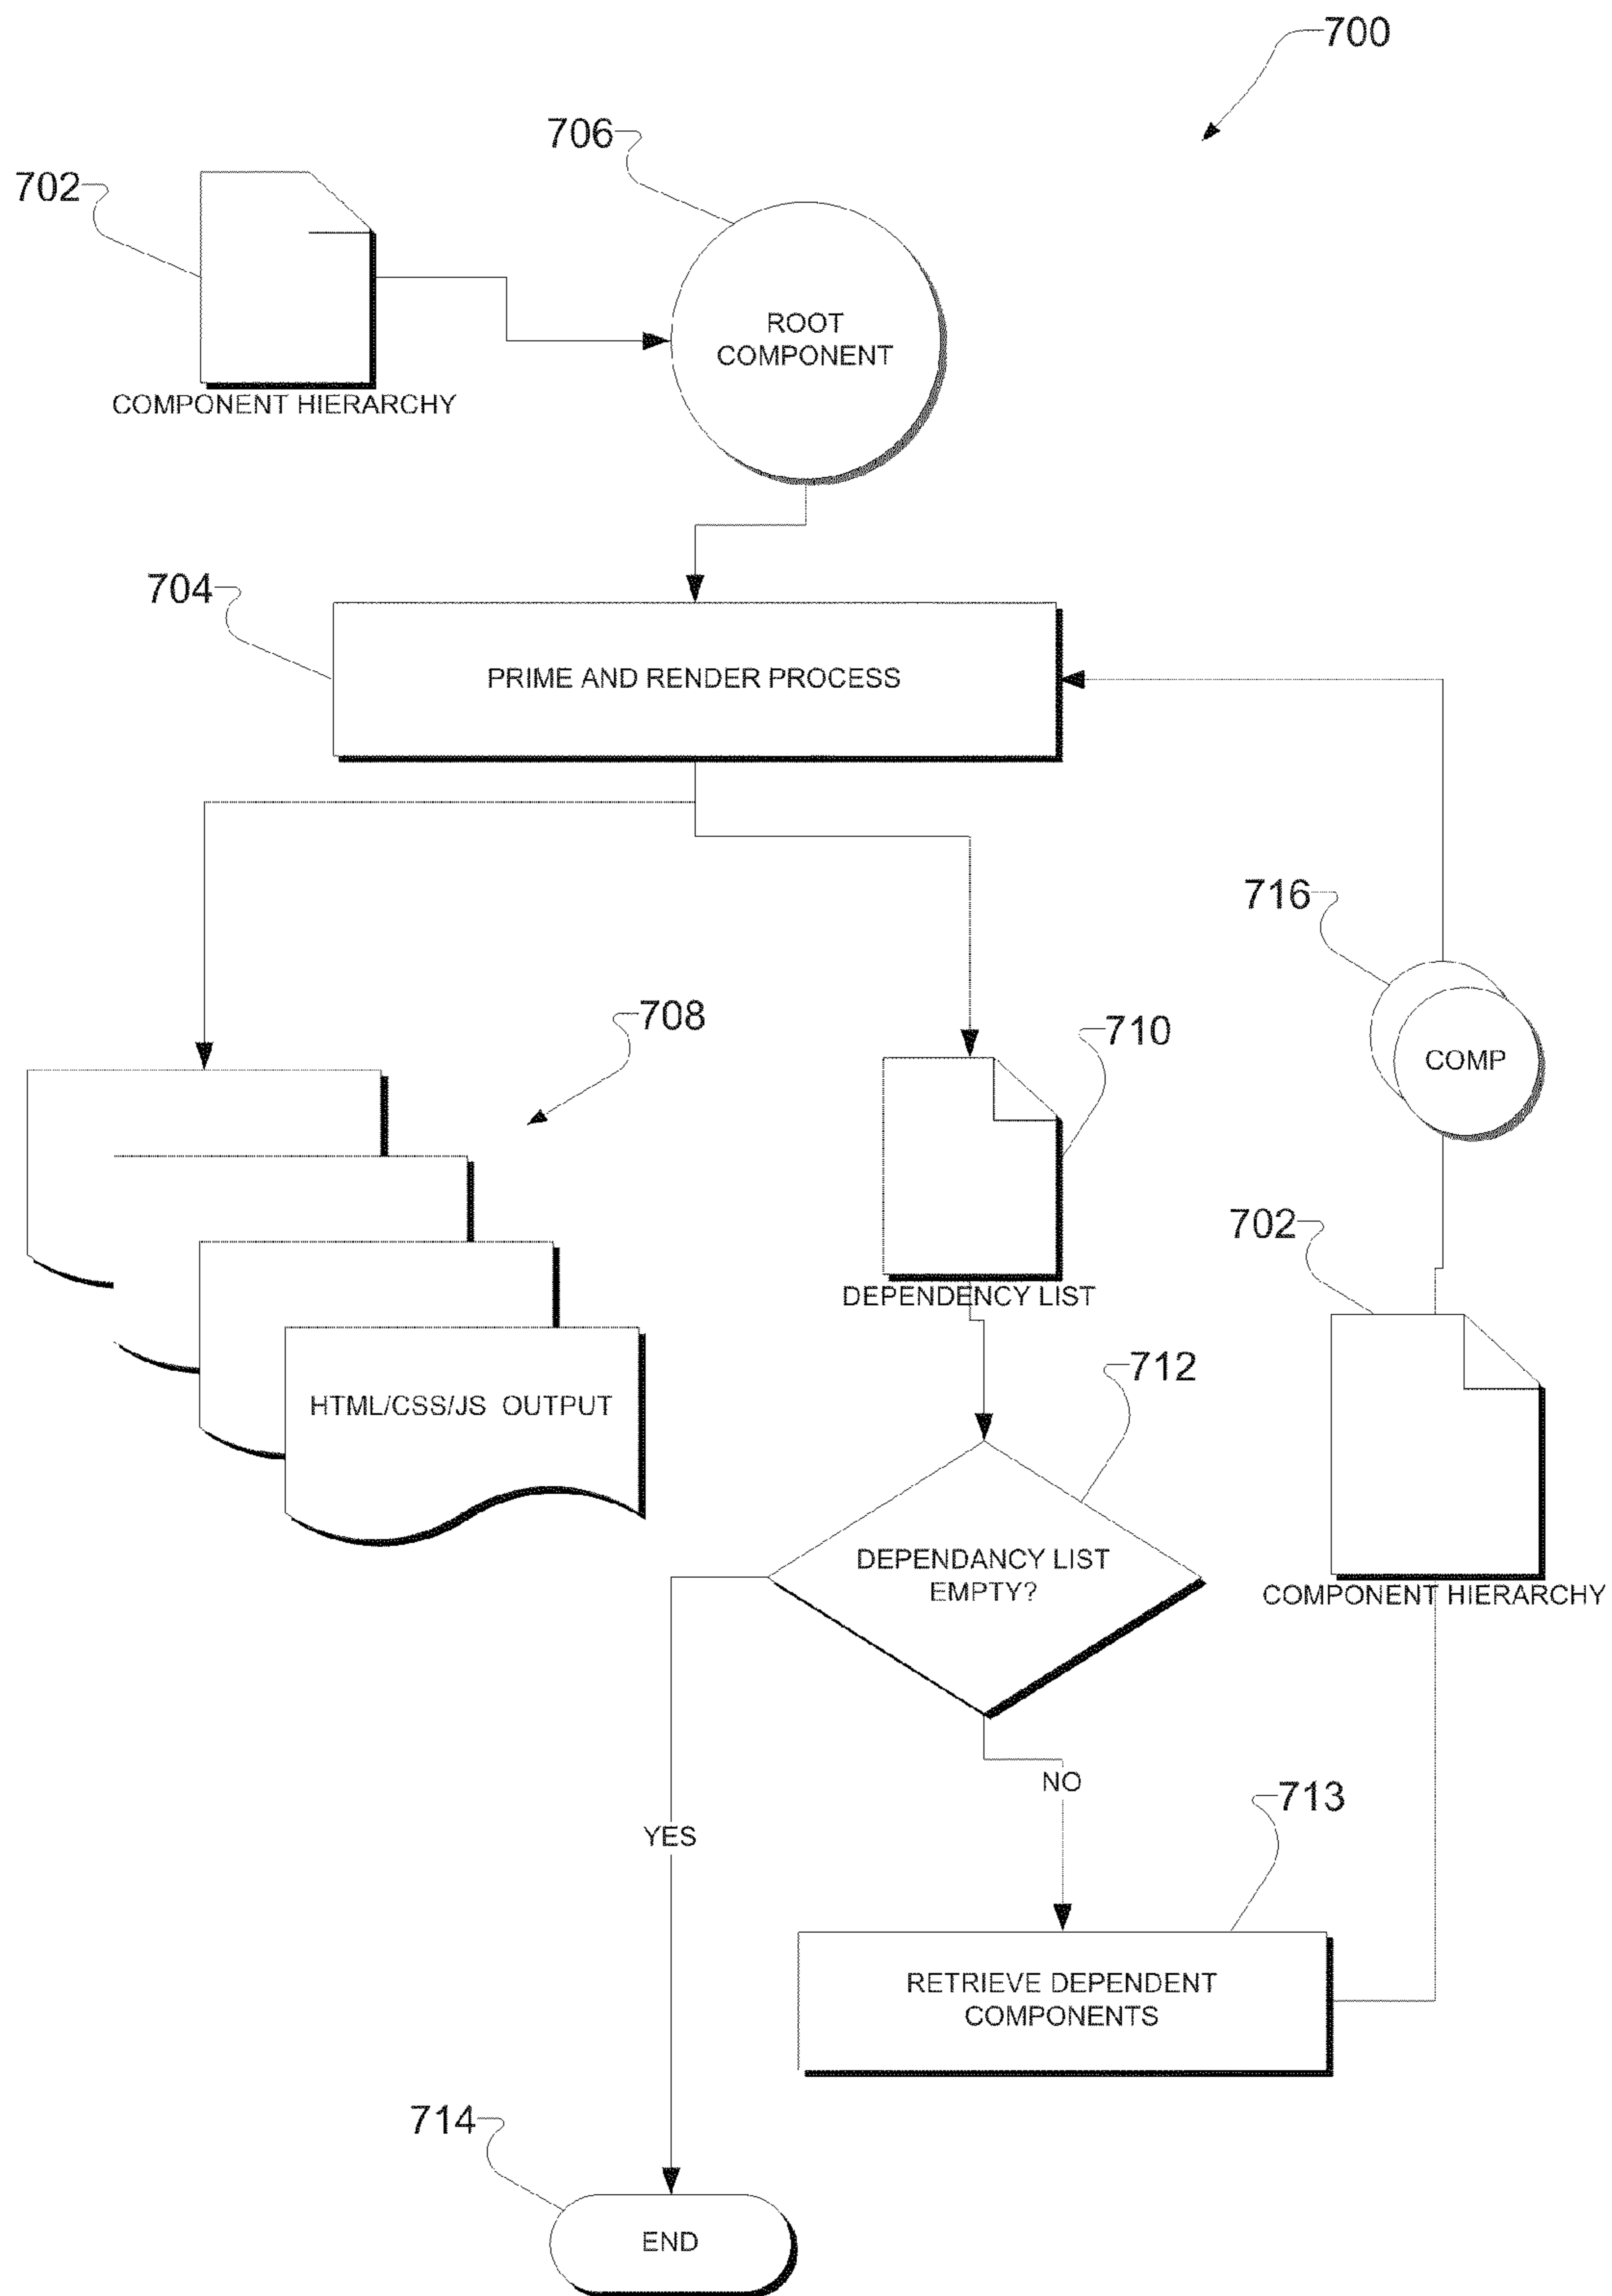 700
706
702
ROOT
COMPONENT
COMPONENT HIERARCHY
704
PRIME AND RENDER PROCESS
716
708
710
COMP
702
DEPENDENCY LIST
712
HTML/CSS/JS OUTPUT
DEPENDANCY LIST
EMPTY?
COMPONENT HIERARCHY
NO
713
YES
RETRIEVE DEPENDENT
COMPONENTS
714
END